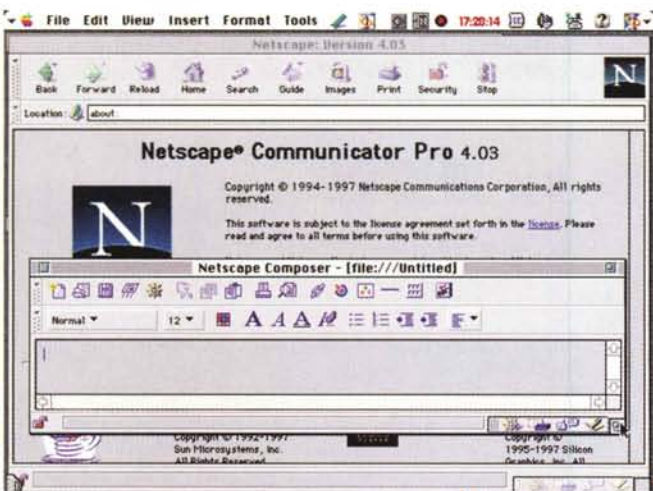 File Edit View Insert Format Tools 17:28:14
Netscape: Version 4.03
Back Forward Reload Home Search Guide Images Print Security Stop
N
Location: about:
Netscape® Communicator Pro 4.03
Copyright © 1994-1997 Netscape Communications Corporation, All rights
reserved.
N
This software is subject to the license agreement set forth in the license. Please
read and agree to all terms before using this software.
Netscape Composer - [file:///Untitled]
Normal 12 A A A
Copyright © 1992-1997
Sun Microsystems, Inc.
All Rights Reserved
Copyright ©
1995-1997 Silicon
Graphics, Inc. All